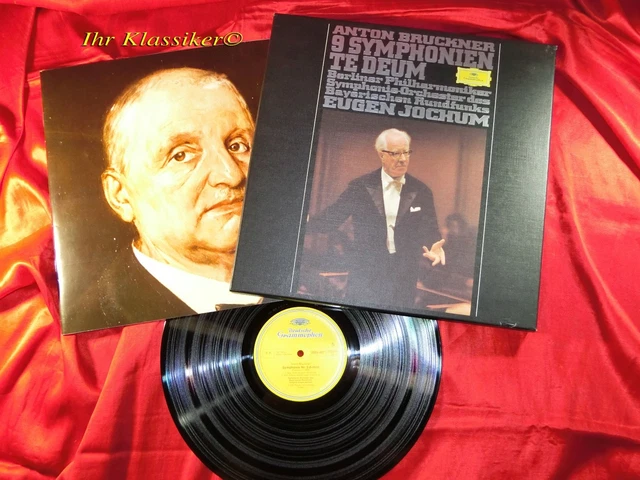 Ihr Klassiker©
ANTON BRUCKNER
9 SYMPHONIEN
TE DEUM
Berliner Philharmoniker
Symphonie-Orchester des
Bayerischen Rundfunks
EUGEN JOCHUM
Deutsche
Grammophon